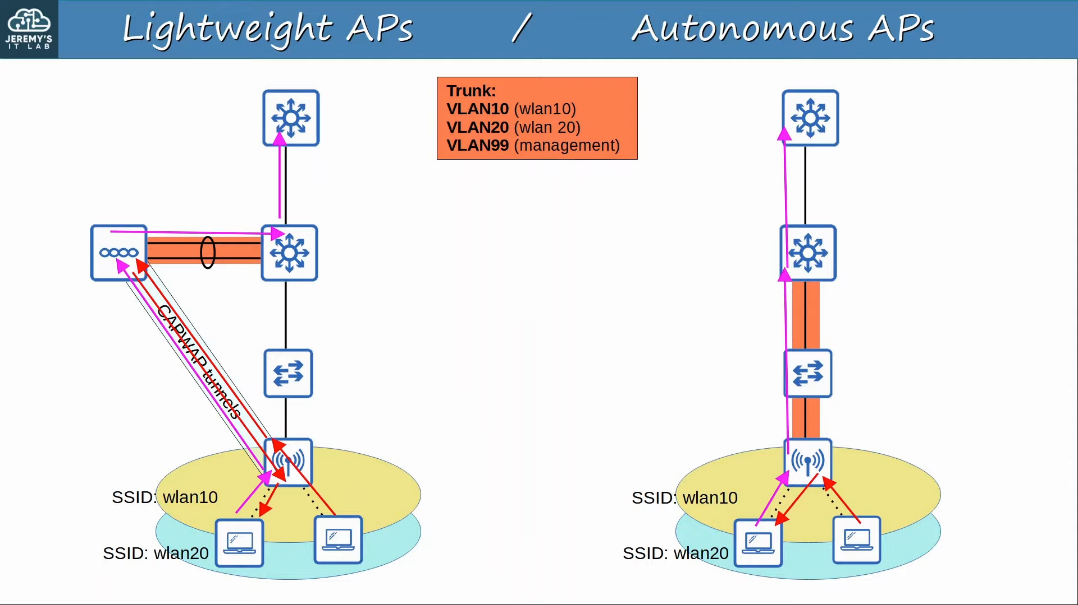 JEREMY'S
IT LAB
Lightweight APs / Autonomous APs
Trunk:
VLAN10 (wlan10)
VLAN20 (wlan 20)
VLAN99 (management)
CAPWAP tunnels
SSID: wlan10
SSID: wlan20
SSID: wlan10
SSID: wlan20